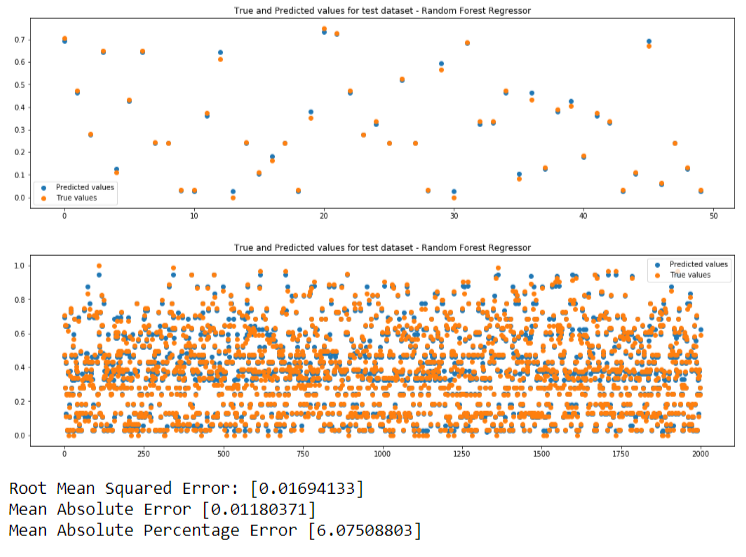 True and Predicted values for test dataset - Random Forest Regressor
0.7
0.6
0.5
0.4
0.3
0.2
0.1
0.0
Predicted values
True values
0 10 20 30 40 50
True and Predicted values for test dataset - Random Forest Regressor
1.0
0.8
0.6
0.4
0.2
0.0
Predicted values
True values
0 250 500 750 1000 1250 1500 1750 2000
Root Mean Squared Error: [0.01694133]
Mean Absolute Error [0.01180371]
Mean Absolute Percentage Error [6.07508803]